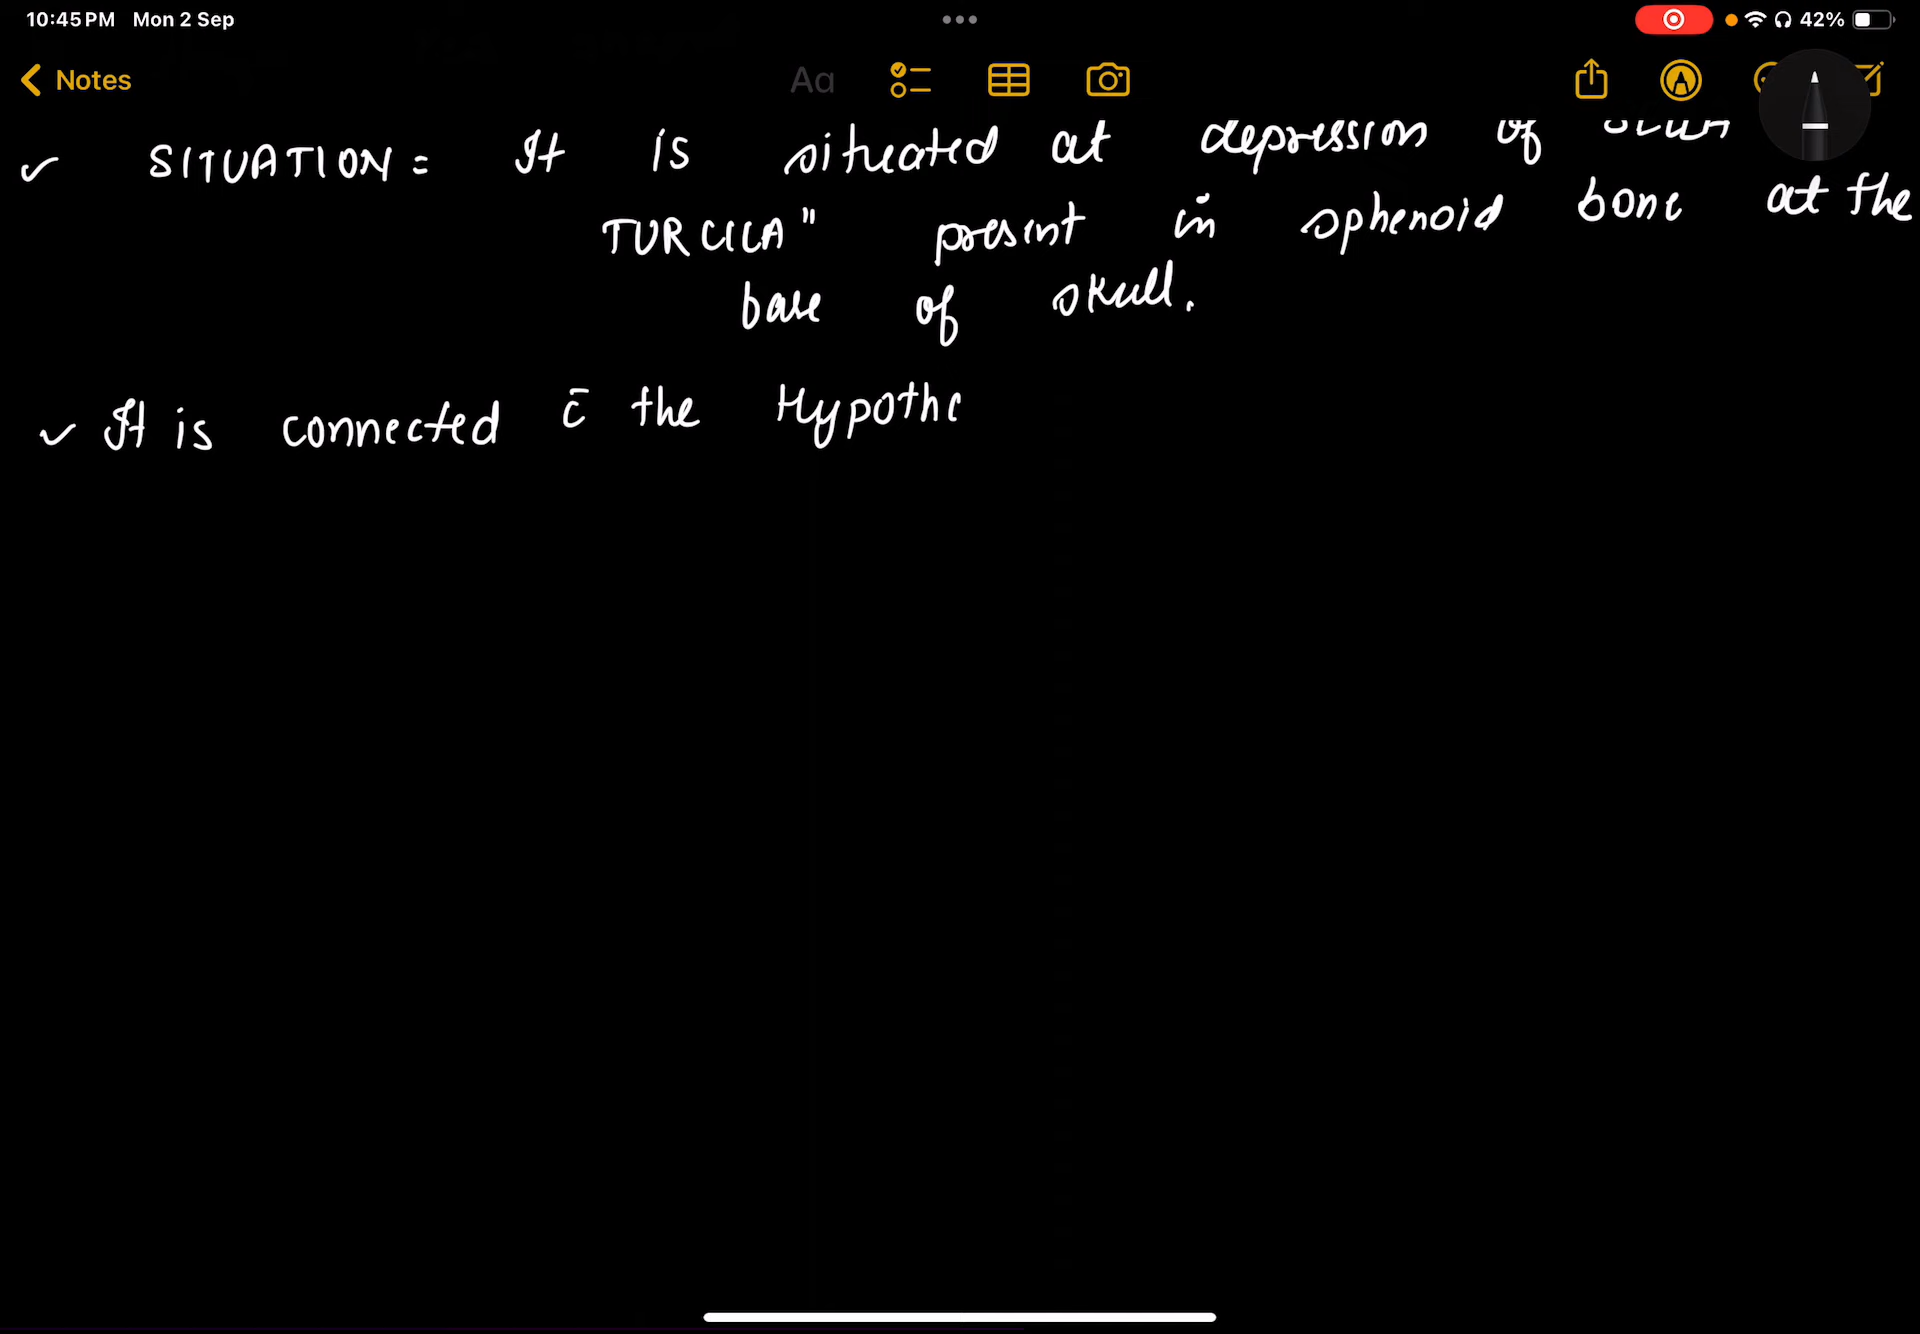 10:45 PM Mon 2 Sep
42%
Notes
Aa
SITUATION = It is situated at depression of
TURCICA" present in sphenoid bone at the
base of skull.
It is connected c̄ the Hypotha